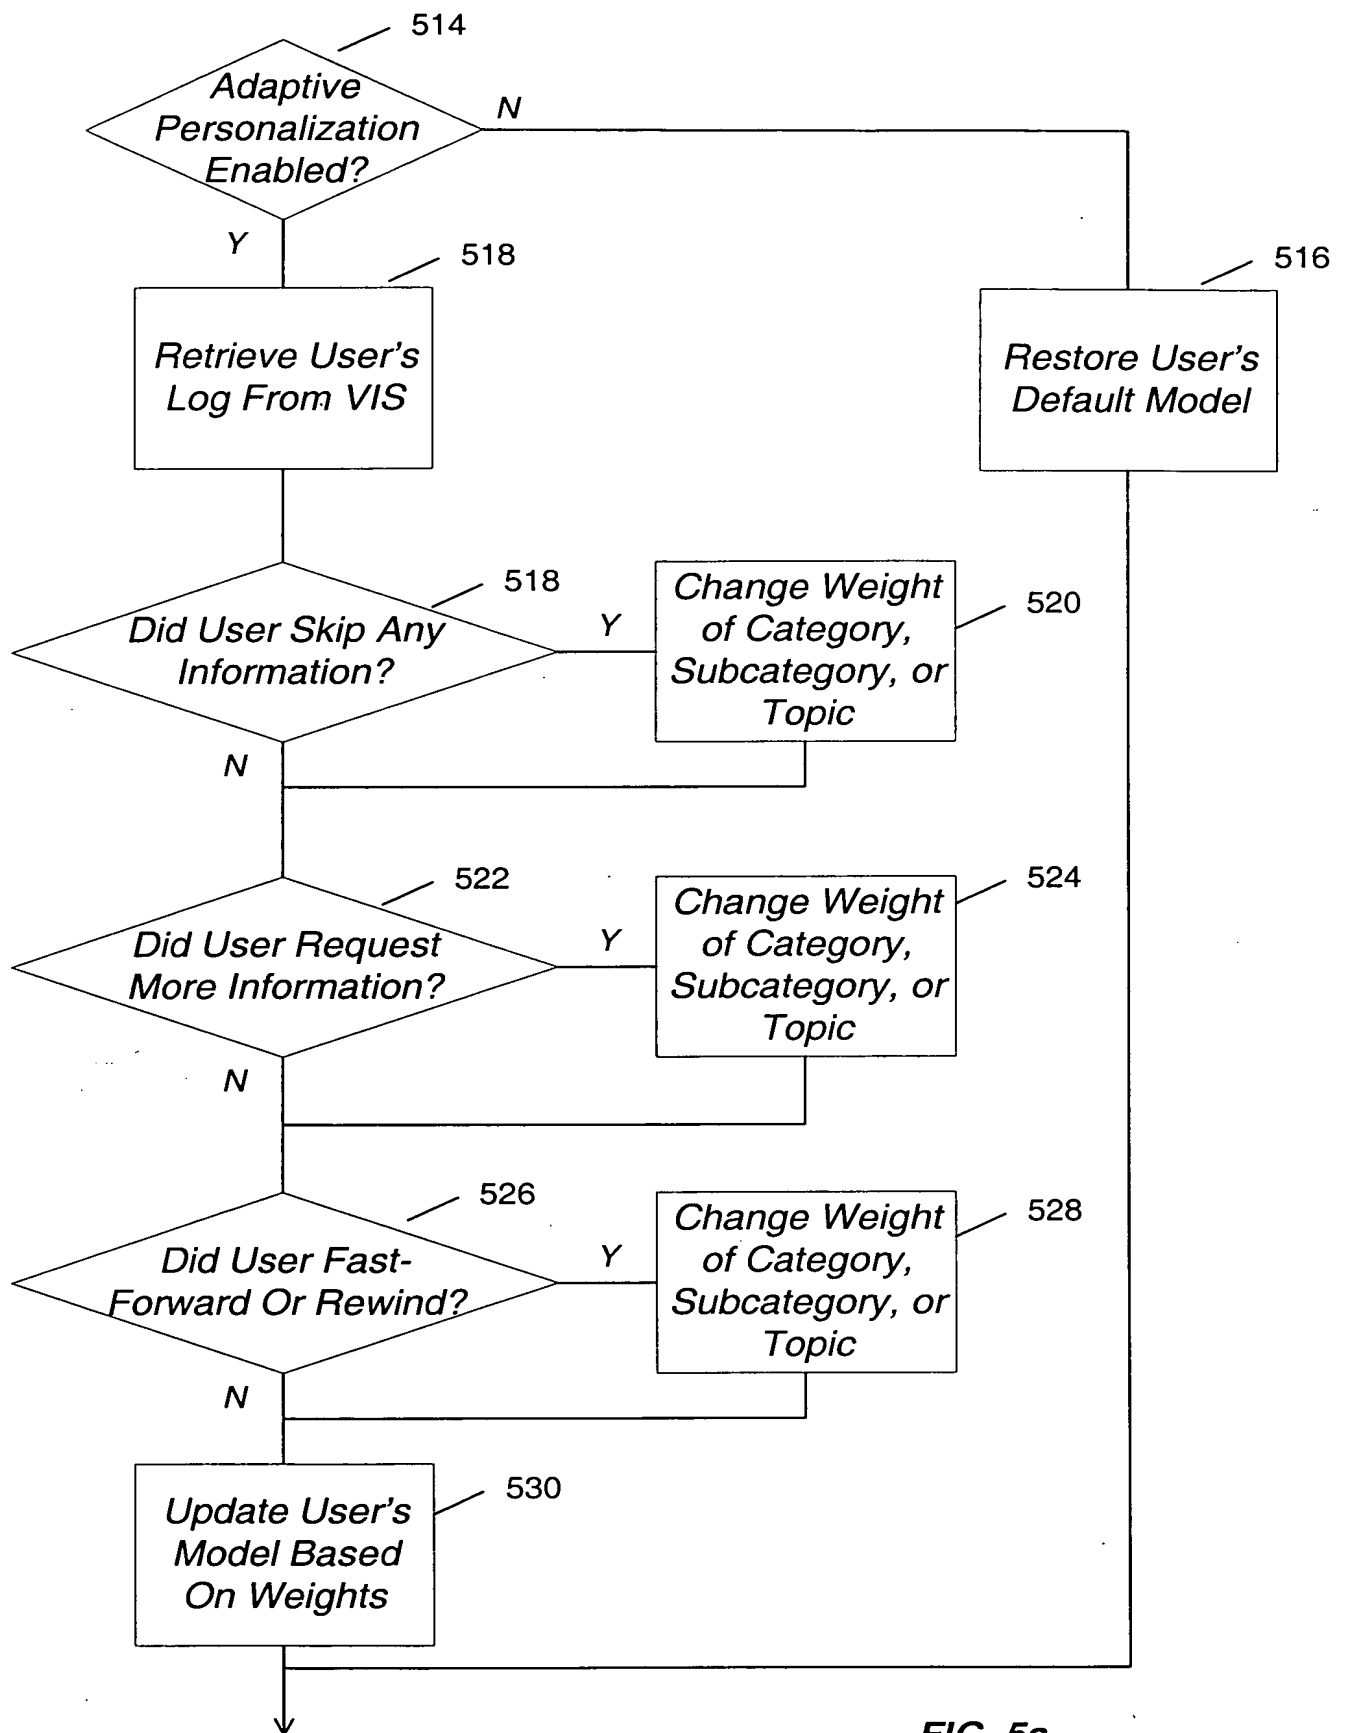 514
Adaptive
Personalization
Enabled?
N
Y
518
516
Retrieve User's
Log From VIS
Restore User's
Default Model
518
Did User Skip Any
Information?
Y
Change Weight
of Category,
Subcategory, or
Topic
520
N
522
Did User Request
More Information?
Y
Change Weight
of Category,
Subcategory, or
Topic
524
N
526
Did User Fast-
Forward Or Rewind?
Y
Change Weight
of Category,
Subcategory, or
Topic
528
N
Update User's
Model Based
On Weights
530